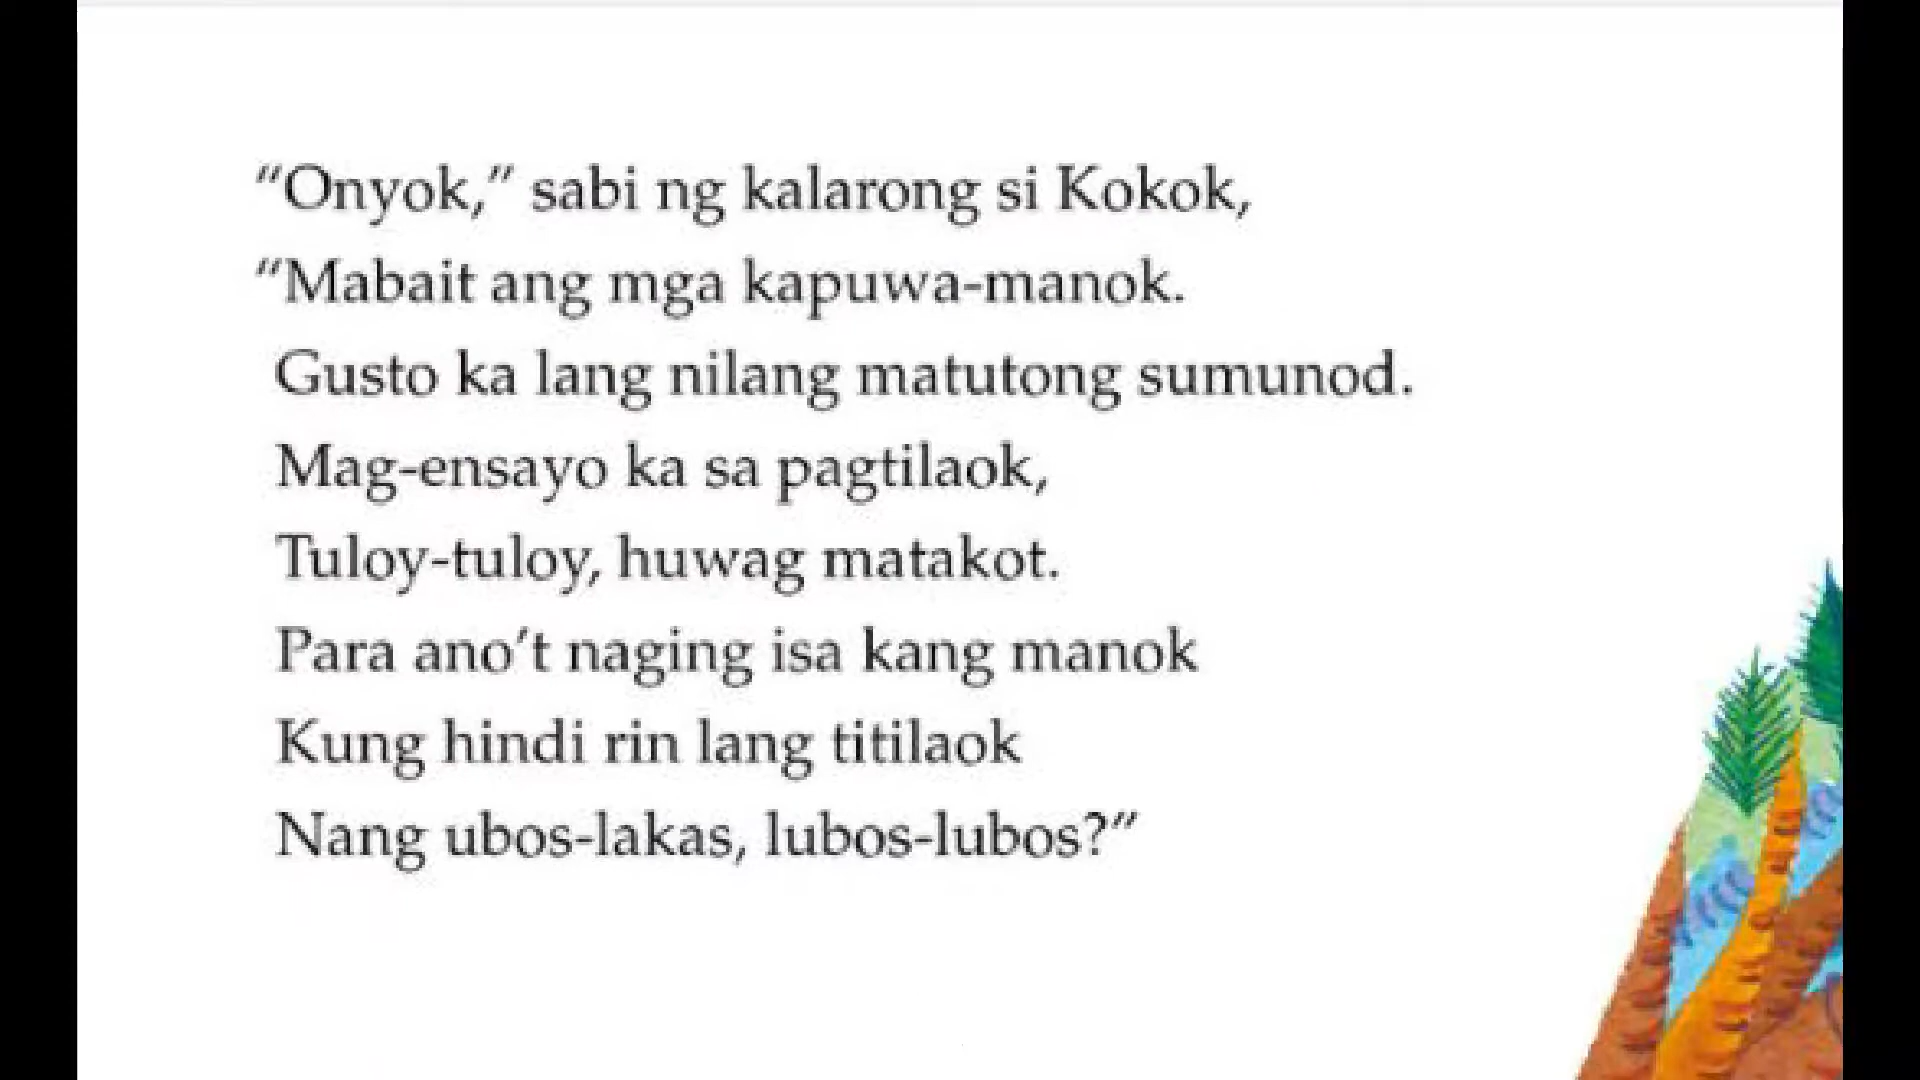 “Onyok,” sabi ng kalarong si Kokok,
“Mabait ang mga kapuwa-manok.
Gusto ka lang nilang matutong sumunod.
Mag-ensayo ka sa pagtilaok,
Tuloy-tuloy, huwag matakot.
Para ano’t naging isa kang manok
Kung hindi rin lang titilaok
Nang ubos-lakas, lubos-lubos?”